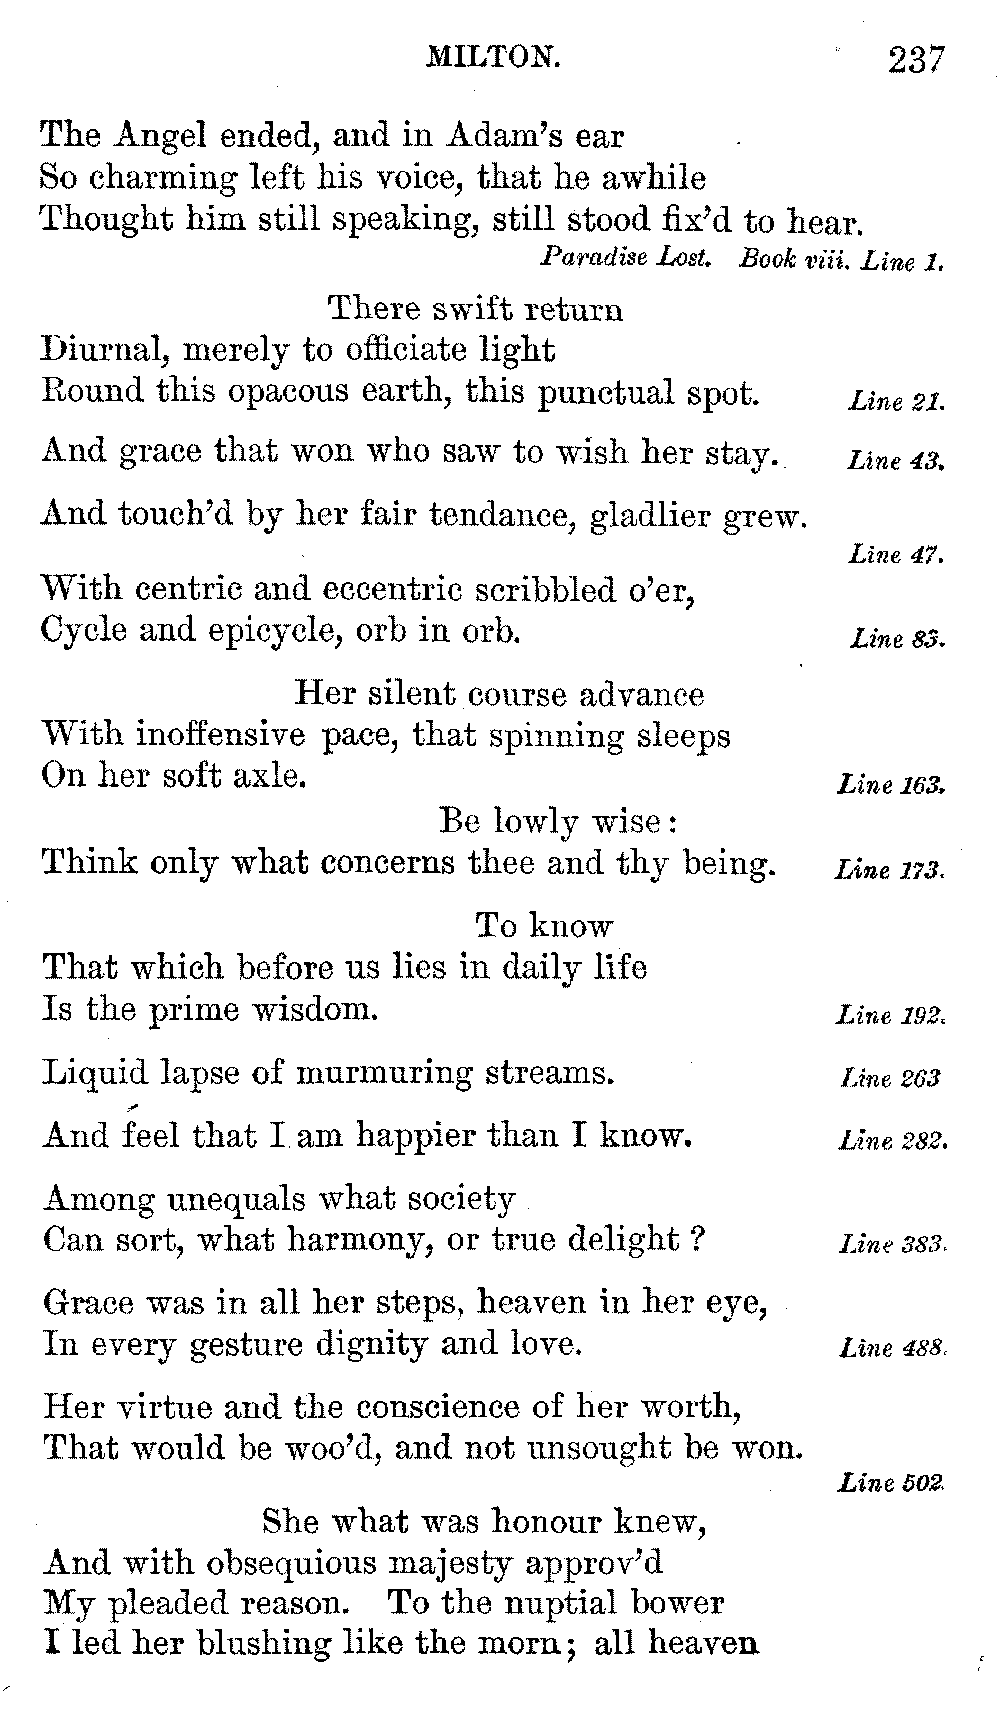 MILTON. 237
The Angel ended, and in Adam's ear
So charming left his voice, that he awhile
Thought him still speaking, still stood fix'd to hear.
Paradise Lost. Book viii. Line 1.
There swift return
Diurnal, merely to officiate light
Round this opacous earth, this punctual spot. Line 21.
And grace that won who saw to wish her stay. Line 43.
And touch'd by her fair tendance, gladlier grew.
Line 47.
With centric and eccentric scribbled o'er,
Cycle and epicycle, orb in orb. Line 83.
Her silent course advance
With inoffensive pace, that spinning sleeps
On her soft axle. Line 163.
Be lowly wise:
Think only what concerns thee and thy being. Line 173.
To know
That which before us lies in daily life
Is the prime wisdom. Line 192.
Liquid lapse of murmuring streams. Line 263
And feel that I am happier than I know. Line 282.
Among unequals what society
Can sort, what harmony, or true delight? Line 383.
Grace was in all her steps, heaven in her eye,
In every gesture dignity and love. Line 488.
Her virtue and the conscience of her worth,
That would be woo'd, and not unsought be won.
Line 502.
She what was honour knew,
And with obsequious majesty approv'd
My pleaded reason. To the nuptial bower
I led her blushing like the morn; all heaven